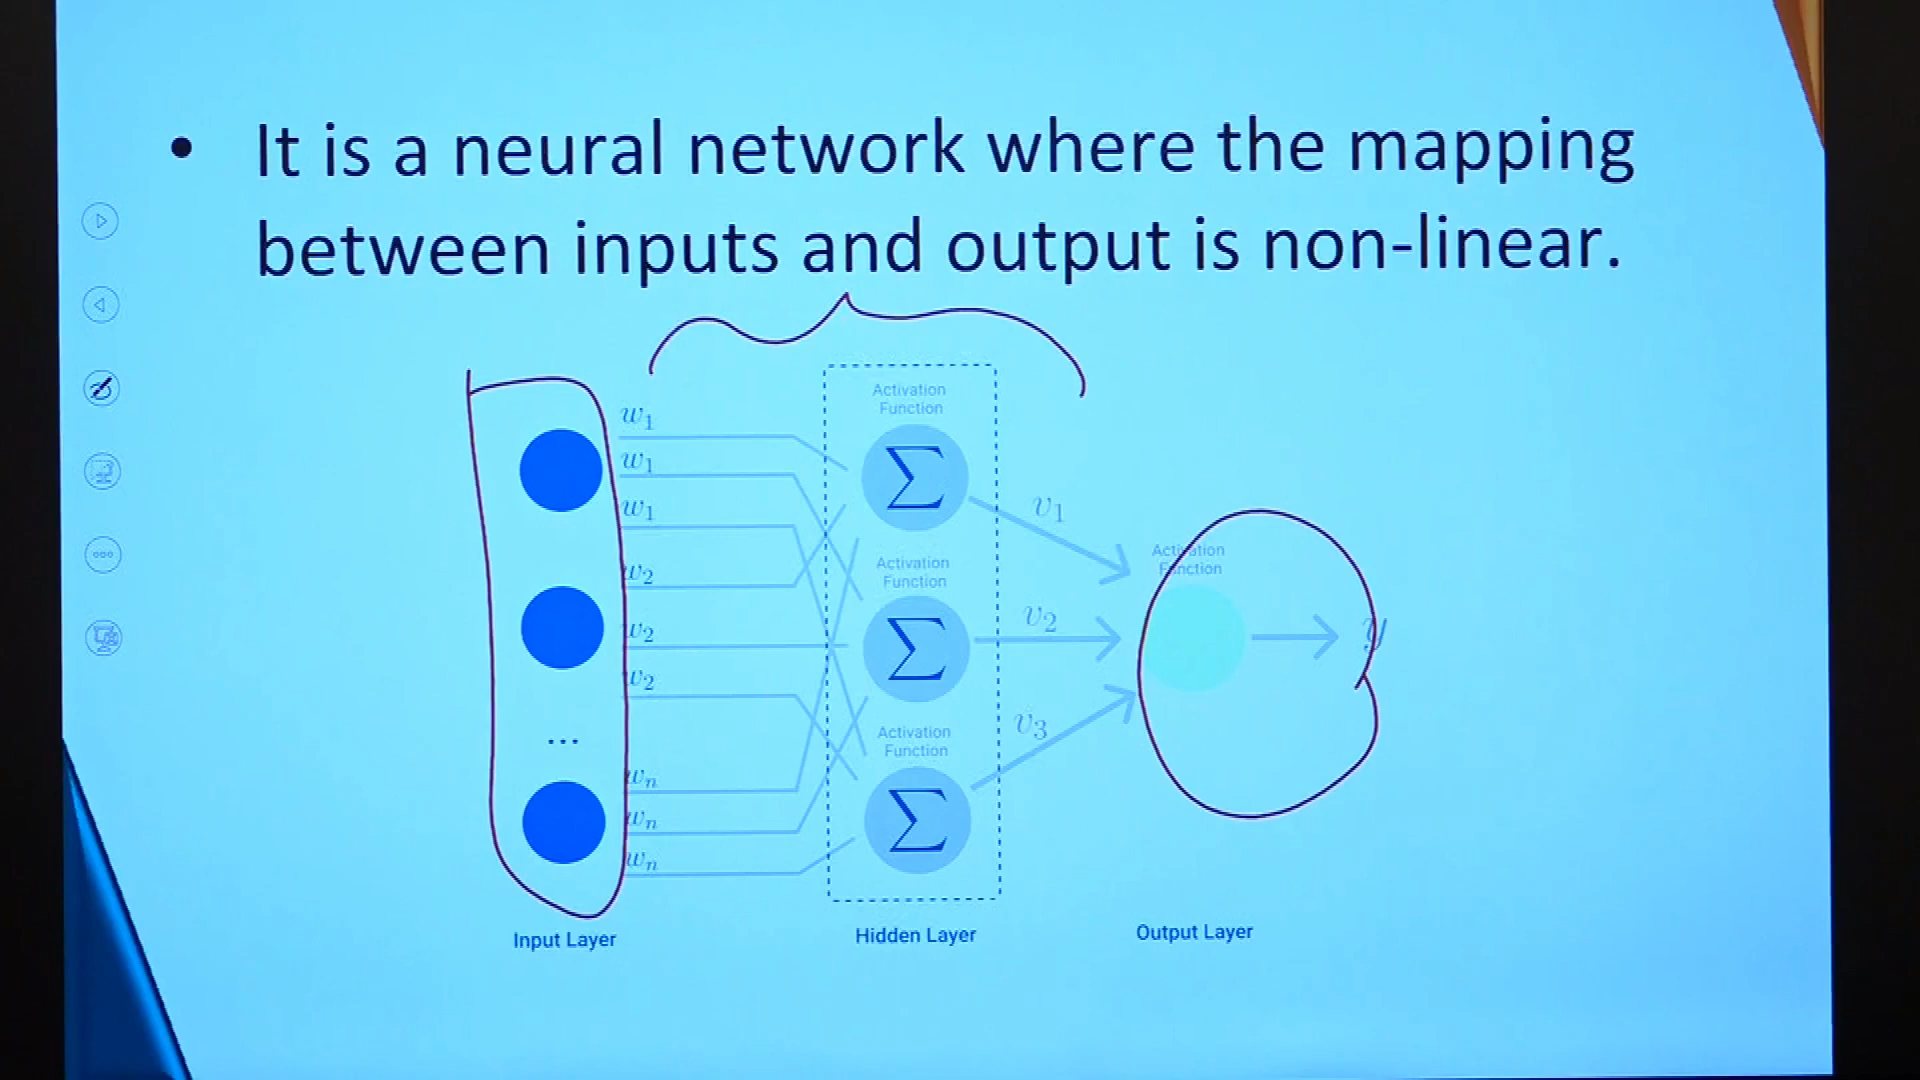 • It is a neural network where the mapping
between inputs and output is non-linear.
w1
w1
w1
w2
w2
w2
...
wn
wn
wn
Activation
Function
Σ
Activation
Function
Σ
Activation
Function
Σ
v1
v2
v3
Activation
Function
y
Input Layer
Hidden Layer
Output Layer